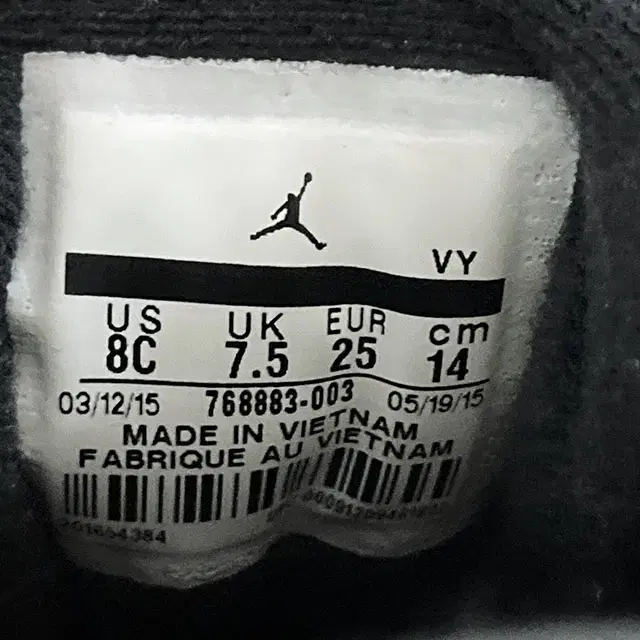 VY
US UK EUR cm
8C 7.5 25 14
03/12/15 768883-003 05/19/15
MADE IN VIETNAM
FABRIQUE AU VIETNAM